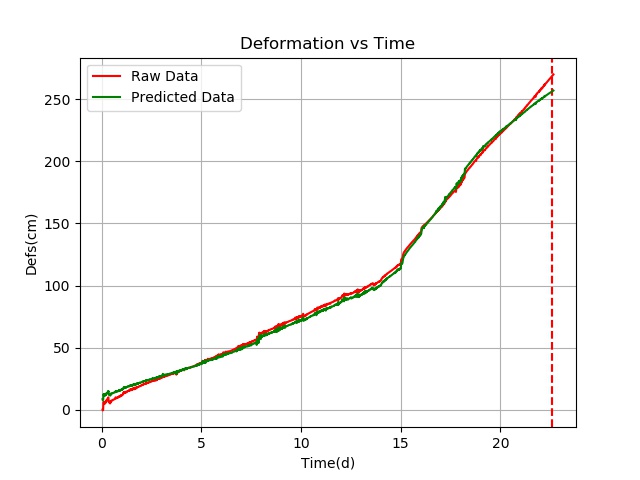 Deformation vs Time
Raw Data
Predicted Data
250
200
150
100
50
0
Defs(cm)
0 5 10 15 20
Time(d)